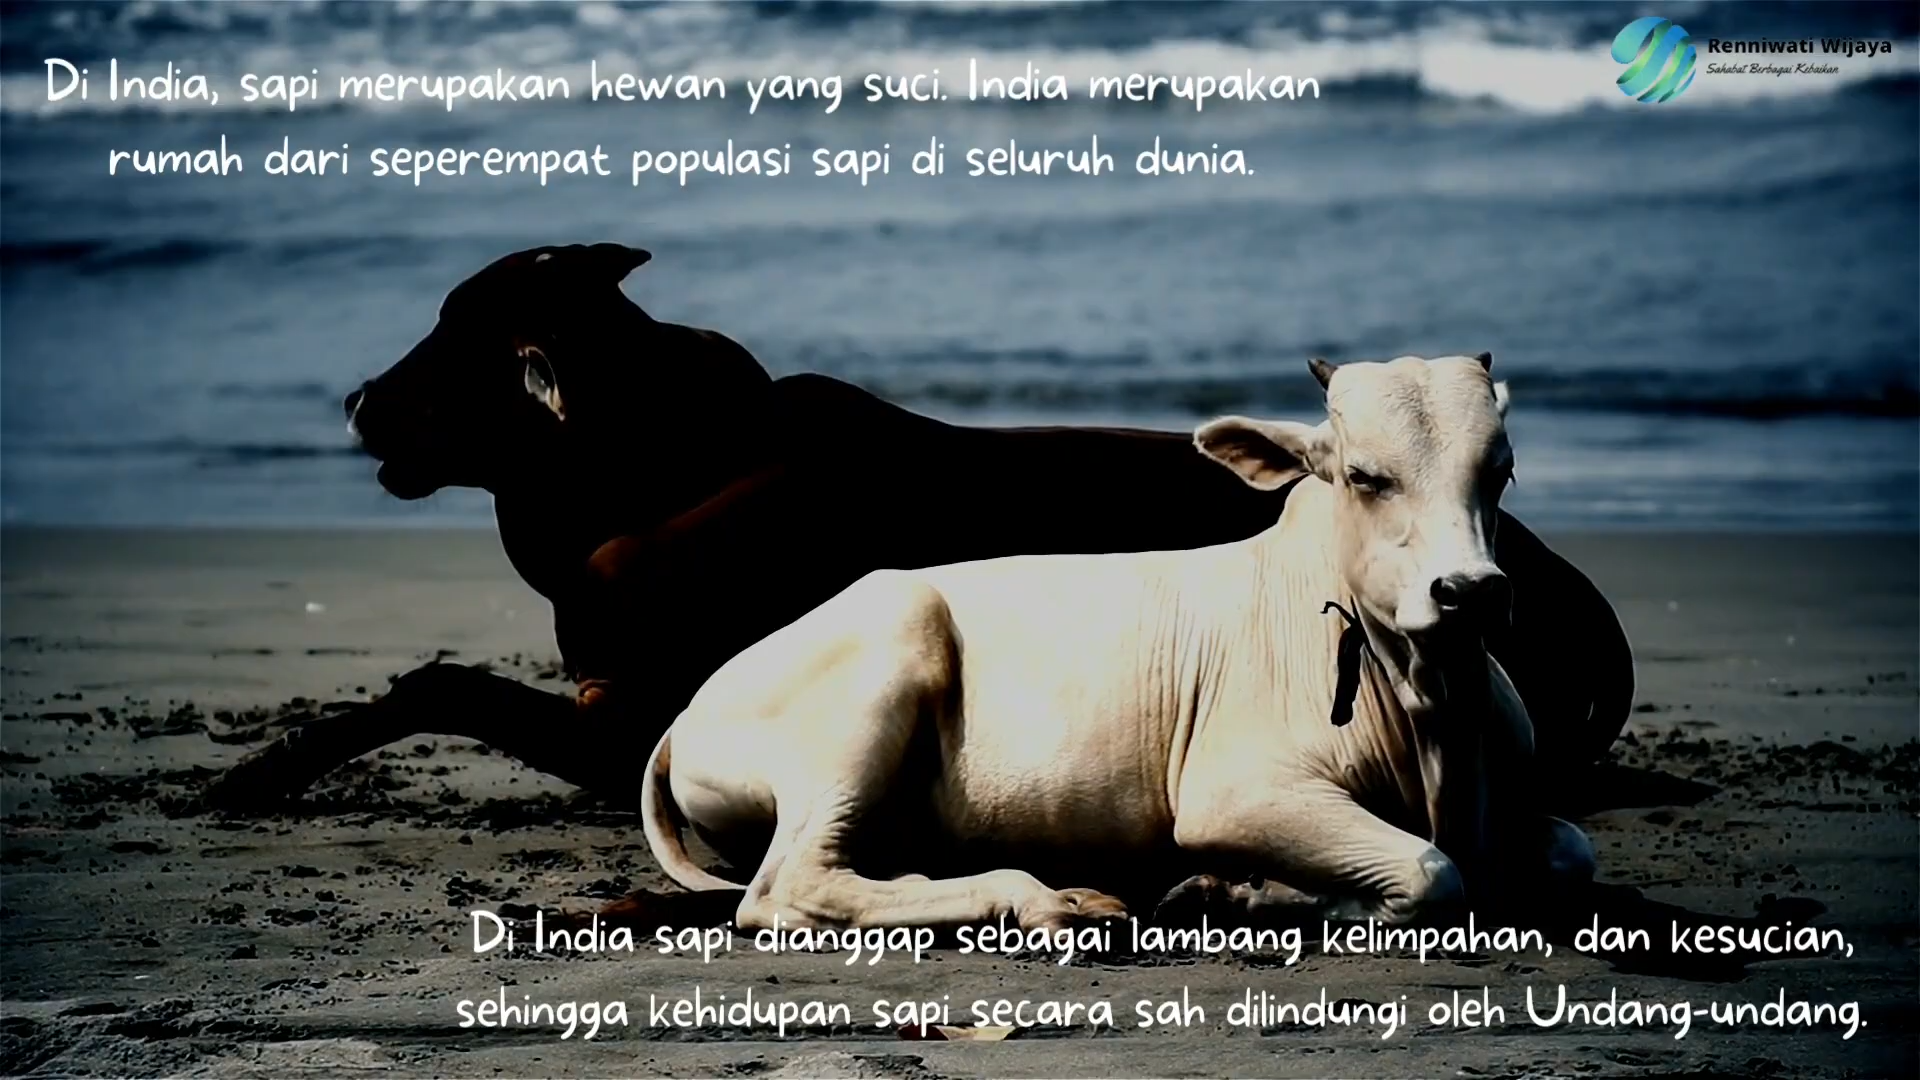 Renniwati Wijaya
Sahabat Berbagai Kebaikan
Di India, sapi merupakan hewan yang suci. India merupakan
rumah dari seperempat populasi sapi di seluruh dunia.
Di India sapi dianggap sebagai lambang kelimpahan, dan kesucian,
sehingga kehidupan sapi secara sah dilindungi oleh Undang-undang.